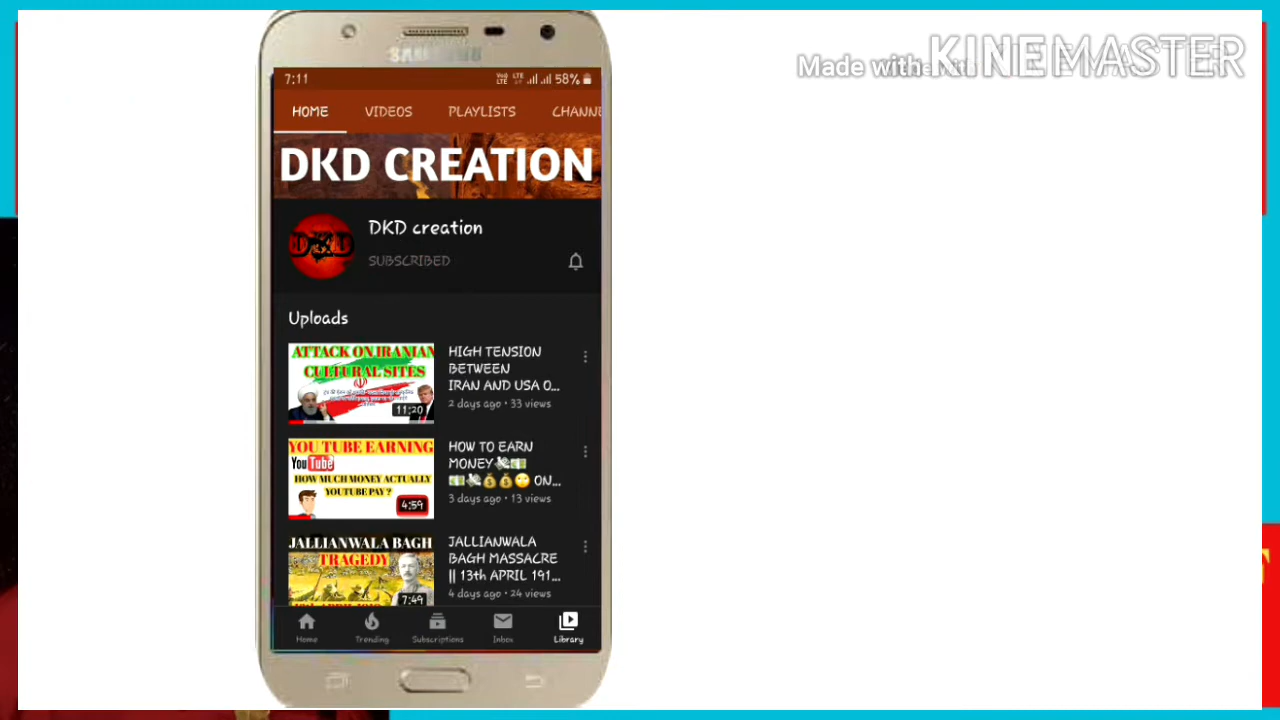 Made with KINEMASTER
SAMSUNG
7:11
58%
HOME VIDEOS PLAYLISTS CHANNE
DKD CREATION
DKD
DKD creation
SUBSCRIBED
Uploads
ATTACK ON IRANIAN
CULTURAL SITES
11:20
HIGH TENSION
BETWEEN
IRAN AND USA O...
2 days ago • 33 views
YOU TUBE EARNING
YouTube
HOW MUCH MONEY ACTUALLY
YOUTUBE PAY ?
4:59
HOW TO EARN
MONEY💸💵
💵💸💰💰🙄 ON...
3 days ago • 13 views
JALLIANWALA BAGH
TRAGEDY
7:49
JALLIANWALA
BAGH MASSACRE
|| 13th APRIL 191...
4 days ago • 24 views
Home Trending Subscriptions Inbox Library